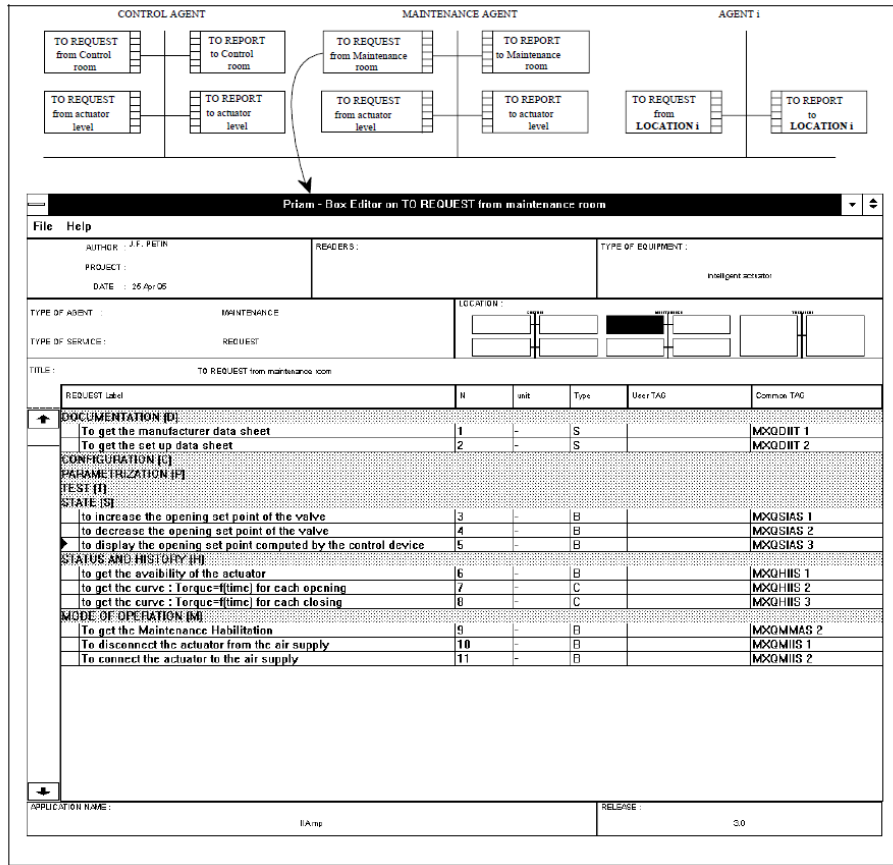 CONTROL AGENT MAINTENANCE AGENT AGENT i
TO REQUEST TO REPORT TO REQUEST TO REPORT
from Control to Control from Maintenance to Maintenance
room room room room
TO REQUEST TO REPORT TO REQUEST TO REPORT TO REQUEST TO REPORT
from actuator to actuator from actuator to actuator from to
level level level level LOCATION i LOCATION i
Priam - Box Editor on TO REQUEST from maintenance room
File Help
AUTHOR : J.F. PETIN READERS : TYPE OF EQUIPMENT :
PROJECT : Intelligent actuator
DATE : 25 Apr 95
LOCATION :
TYPE OF AGENT : MAINTENANCE
TYPE OF SERVICE : REQUEST
TITLE : TO REQUEST from maintenance room
REQUEST Label N unit Type User TAG Common TAG
DOCUMENTATION (D)
To get the manufacturer data sheet 1 - S MXQDIIT 1
To get the set up data sheet 2 - S MXQDIIT 2
CONFIGURATION (C)
PARAMETRIZATION (P)
TEST (T)
STATE (S)
to increase the opening set point of the valve 3 - B MXQSIAS 1
to decrease the opening set point of the valve 4 - B MXQSIAS 2
to display the opening set point computed by the control device 5 - B MXQSIAS 3
STATUS AND HISTORY (H)
to get the avaibility of the actuator 6 - B MXQHIIS 1
to get the curve : Torque=f(time) for each opening 7 - C MXQHIIS 2
to get the curve : Torque=f(time) for each closing 8 - C MXQHIIS 3
MODE OF OPERATION (M)
To get the Maintenance Habilitation 9 - B MXQMMAS 2
To disconnect the actuator from the air supply 10 - B MXQMIIS 1
To connect the actuator to the air supply 11 - B MXQMIIS 2
APPLICATION NAME : RELEASE :
IIAmp 3.0